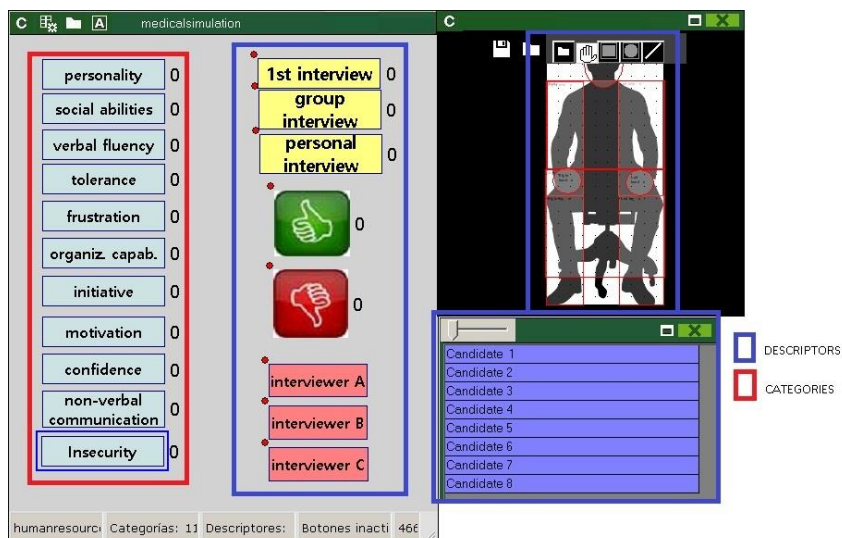 C A medicalsimulation
personality 0
social abilities 0
verbal fluency 0
tolerance 0
frustration 0
organiz. capab. 0
initiative 0
motivation 0
confidence 0
non-verbal
communication 0
Insecurity 0
1st interview 0
group
interview 0
personal
interview 0
0
0
interviewer A
interviewer B
interviewer C
C
Candidate 1
Candidate 2
Candidate 3
Candidate 4
Candidate 5
Candidate 6
Candidate 7
Candidate 8
DESCRIPTORS
CATEGORIES
humanresourc Categorías: 11 Descriptores: Botones inacti 466